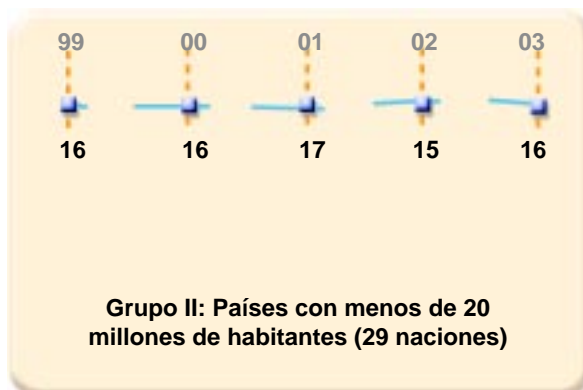 99 00 01 02 03
16 16 17 15 16
Grupo II: Países con menos de 20
millones de habitantes (29 naciones)